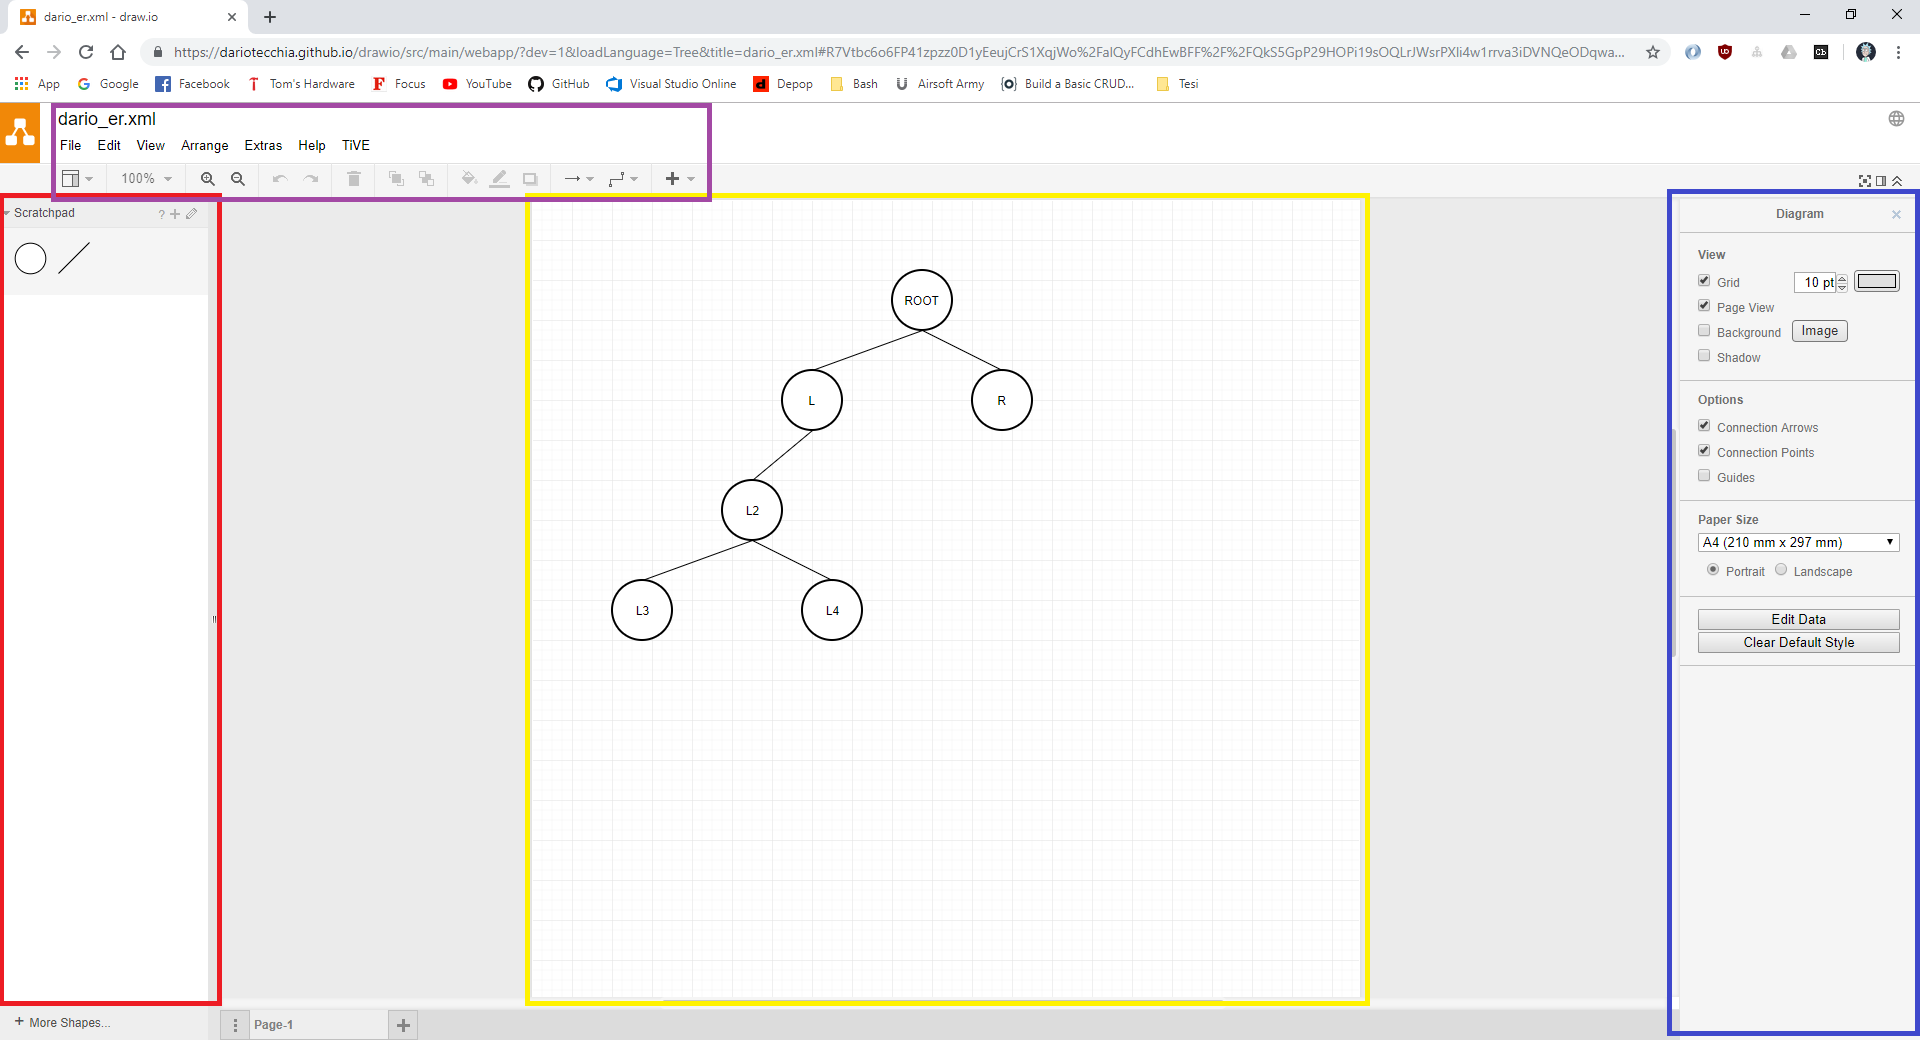 dario_er.xml - draw.io
https://dariotecchia.github.io/drawio/src/main/webapp/?dev=1&loadLanguage=Tree&title=dario_er.xml#R7Vtbc6o6FP41zpzz0D1yEeujCrS1XqjWo%2FalQyFCdhEwBFF%2F%2FQkS5GpP29HOPi19sOQLrJWsrPXli4w1rrva3iDVNQeODqwa...
App Google Facebook Tom's Hardware Focus YouTube GitHub Visual Studio Online Depop Bash Airsoft Army Build a Basic CRUD... Tesi
dario_er.xml
File Edit View Arrange Extras Help TiVE
100%
Scratchpad ?
Diagram
View
Grid 10 pt
Page View
Background Image
Shadow
ROOT
L R
Options
Connection Arrows
Connection Points
Guides
L2
Paper Size
A4 (210 mm x 297 mm)
Portrait Landscape
L3 L4
Edit Data
Clear Default Style
+ More Shapes...
Page-1